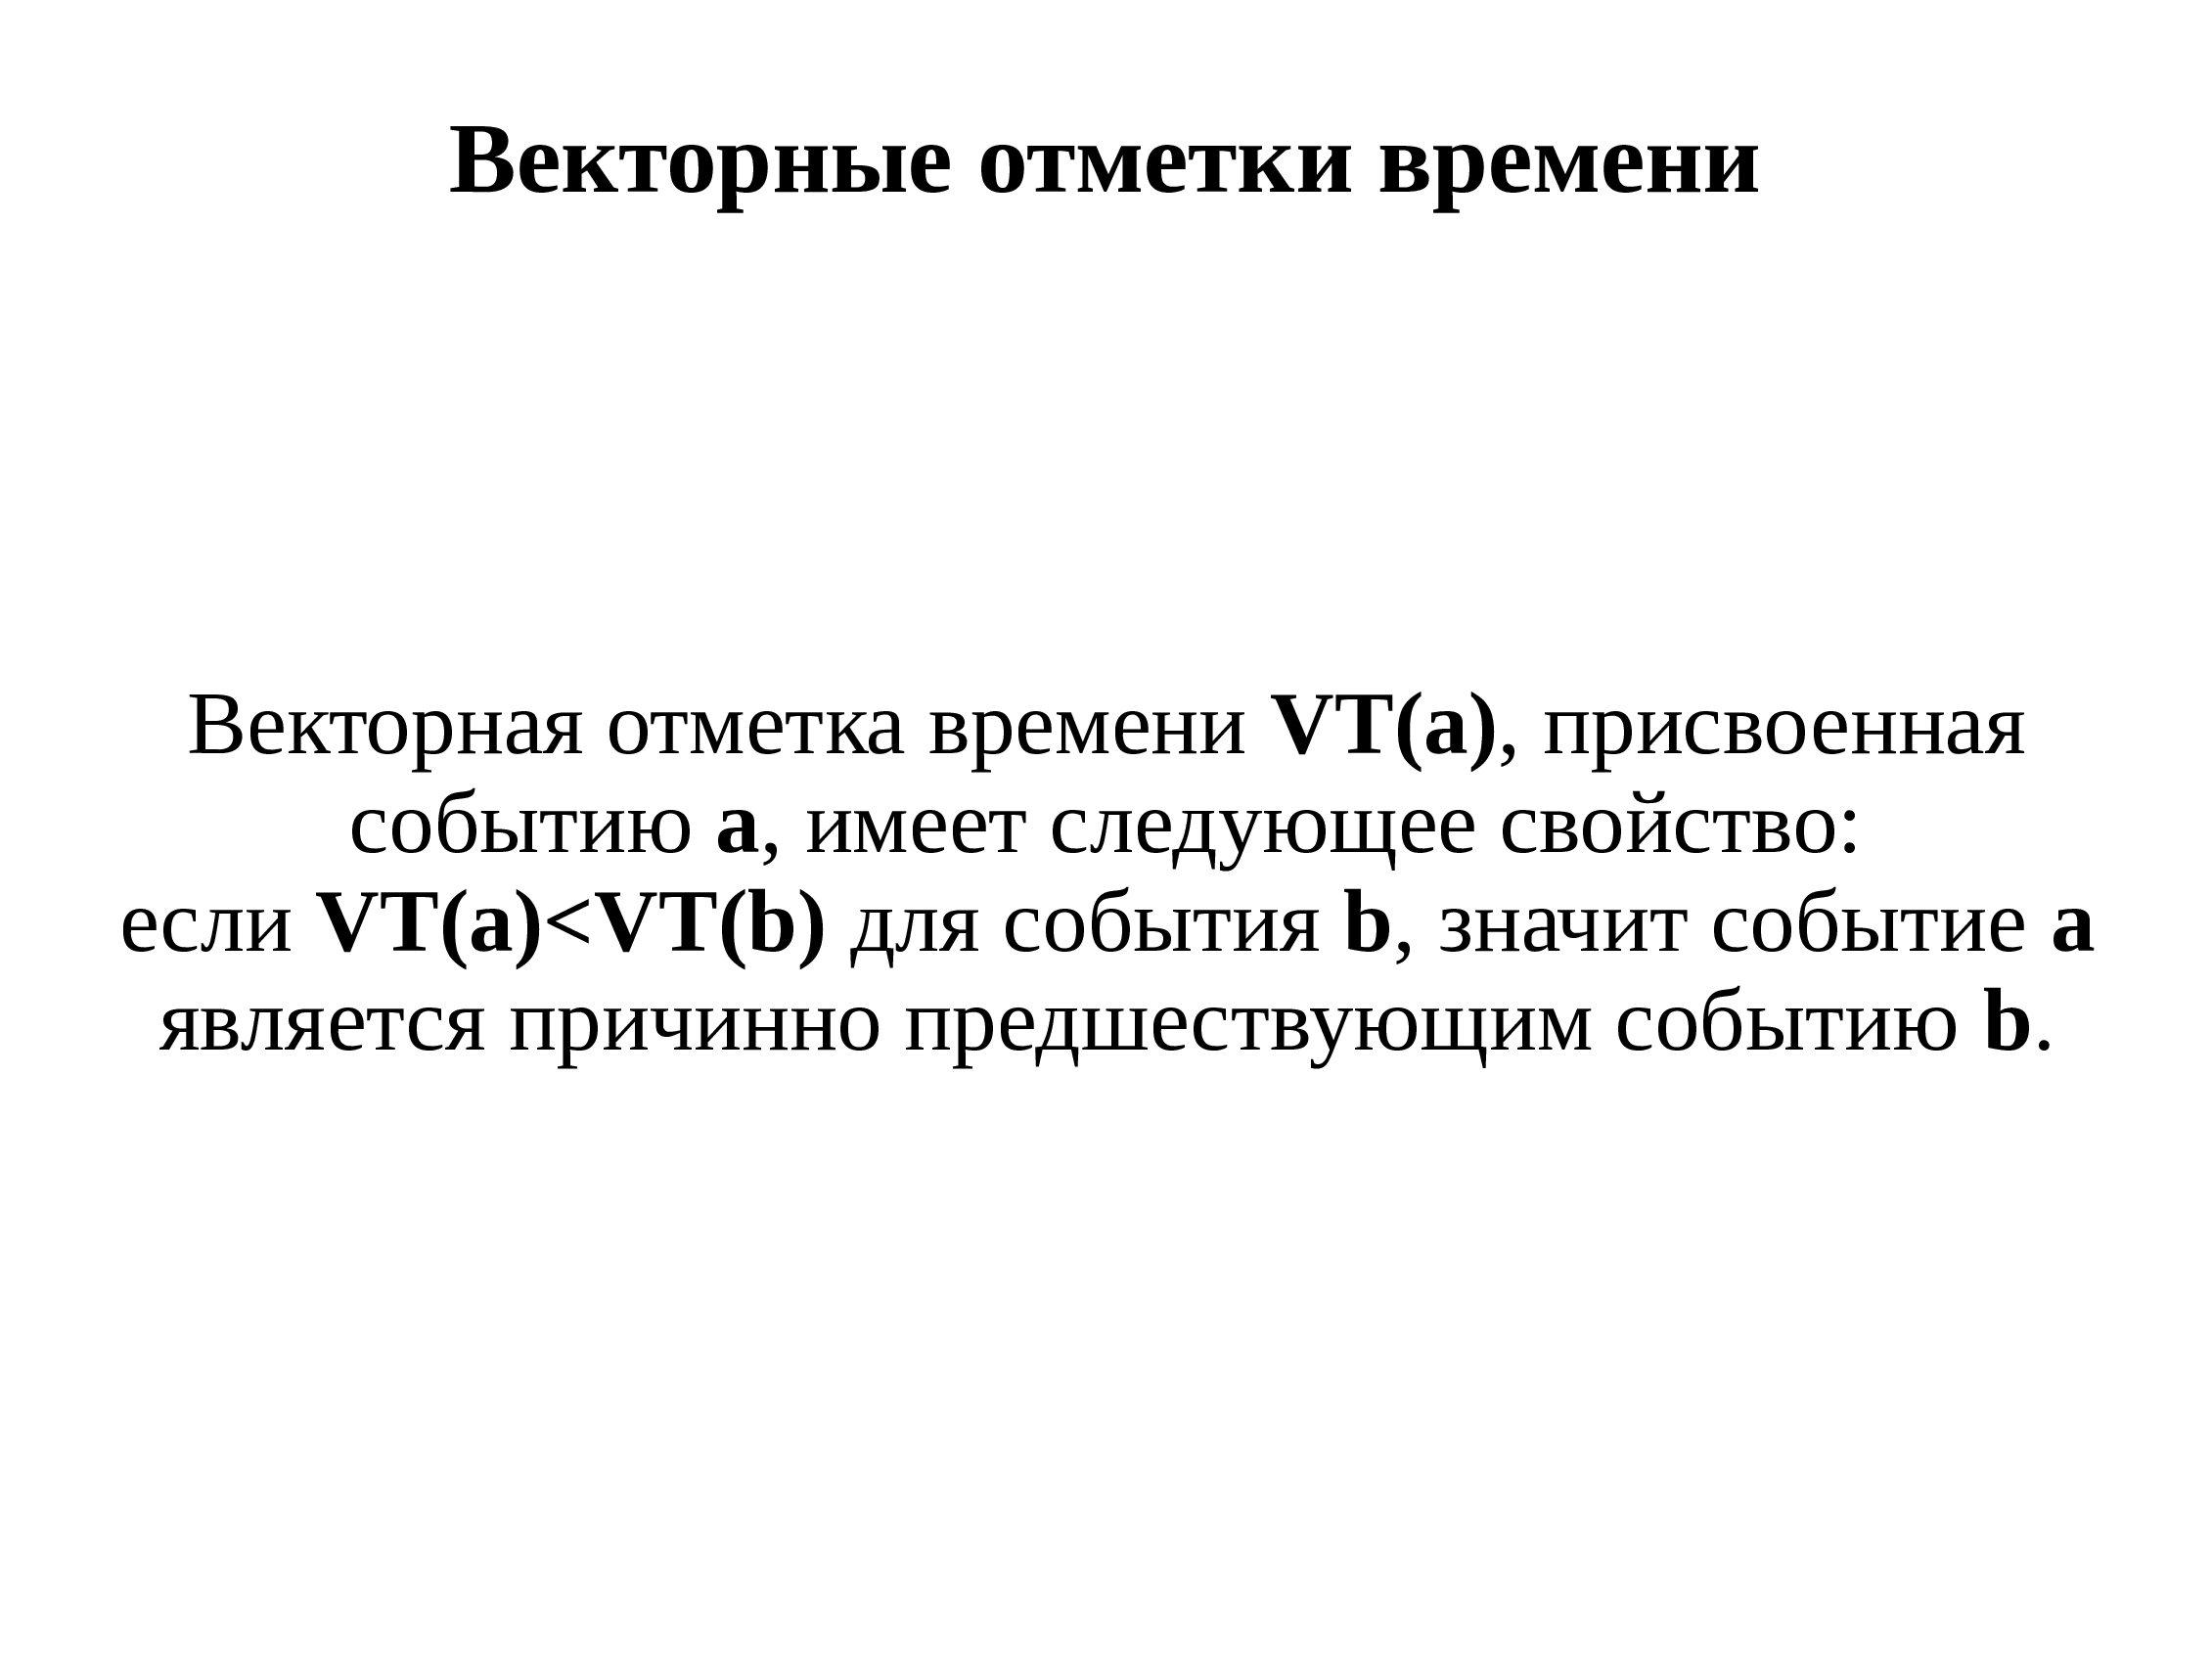 Векторные отметки времени
Векторная отметка времени VT(a), присвоенная
событию a, имеет следующее свойство:
если VT(a)<VT(b) для события b, значит событие a
является причинно предшествующим событию b.